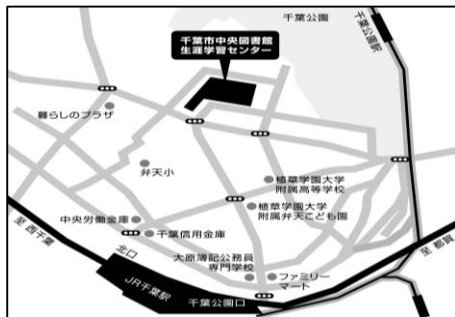 千葉公園
千葉公園駅
千葉市中央図書館
生涯学習センター
暮らしのプラザ
弁天小
植草学園大学
附属高等学校
植草学園大学
附属弁天こども園
中央労働金庫
千葉信用金庫
至 西千葉
北口
大原簿記公務員
専門学校
ファミリー
マート
至 都賀
JR千葉駅
千葉公園口